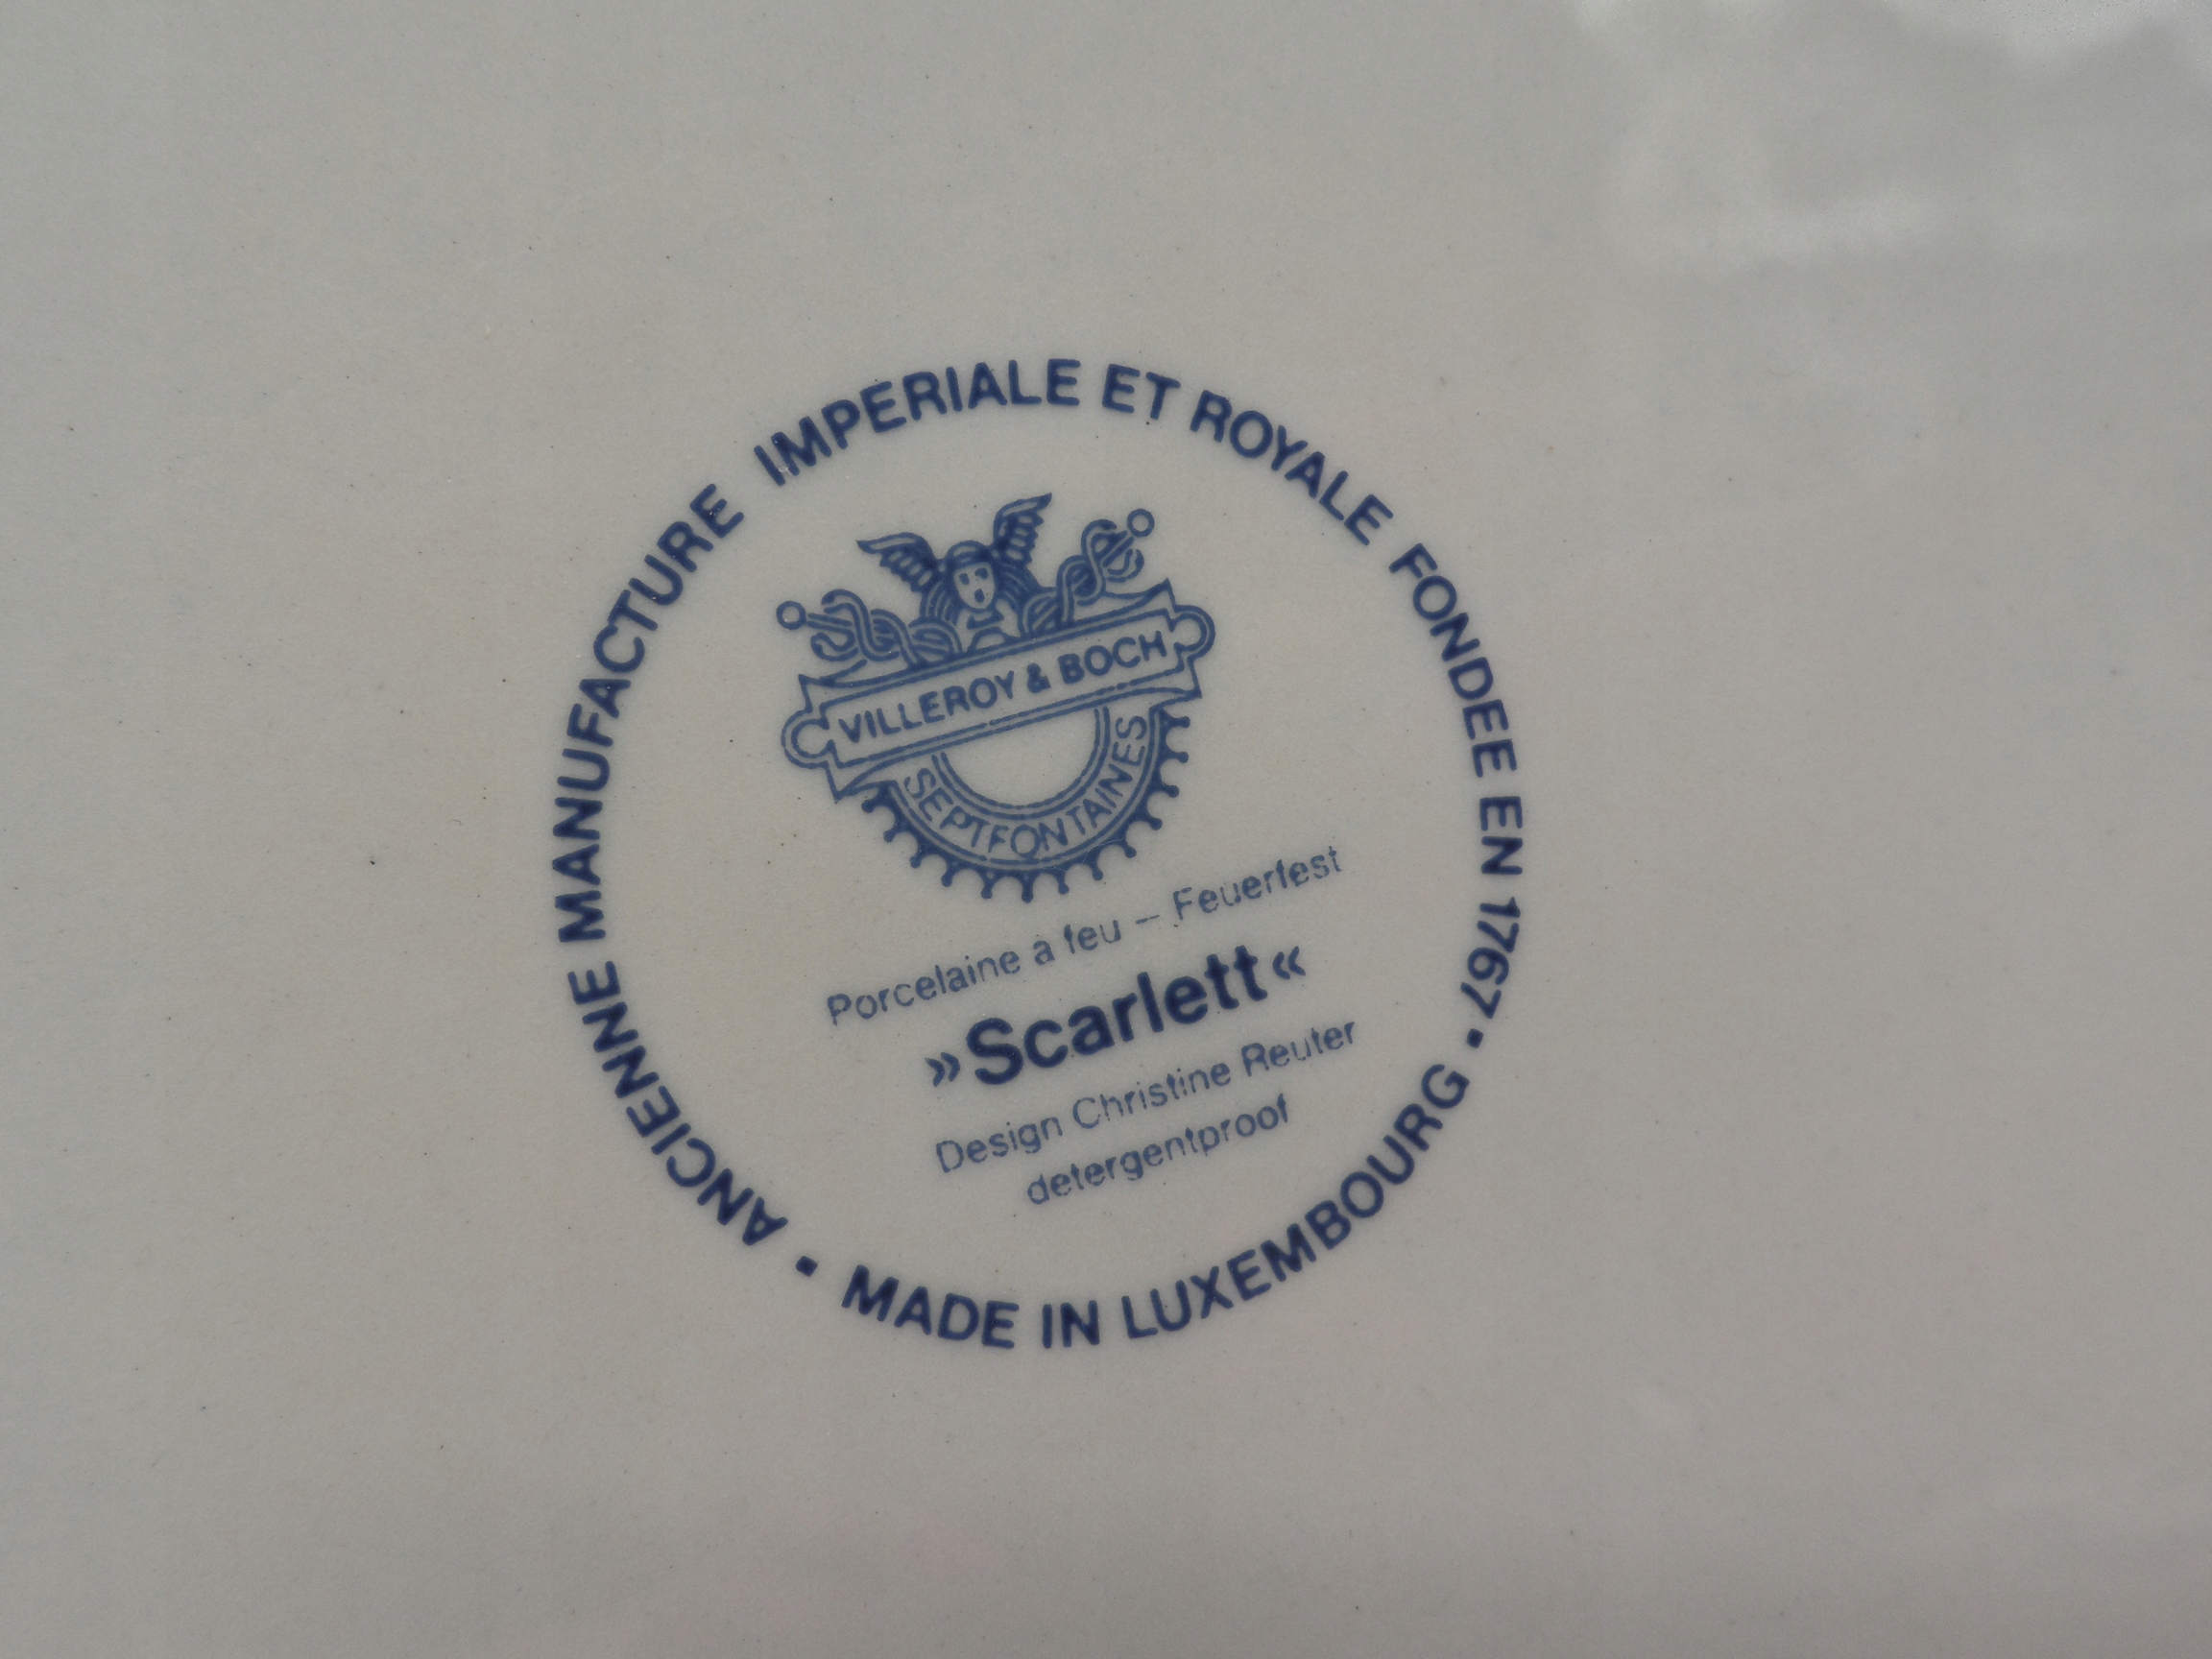 ANCIENNE MANUFACTURE IMPERIALE ET ROYALE FONDEE EN 1767 •
VILLEROY & BOCH
SEPTFONTAINES
Porcelaine à feu – Feuerfest
»Scarlett«
Design Christine Reuter
detergentproof
MADE IN LUXEMBOURG •